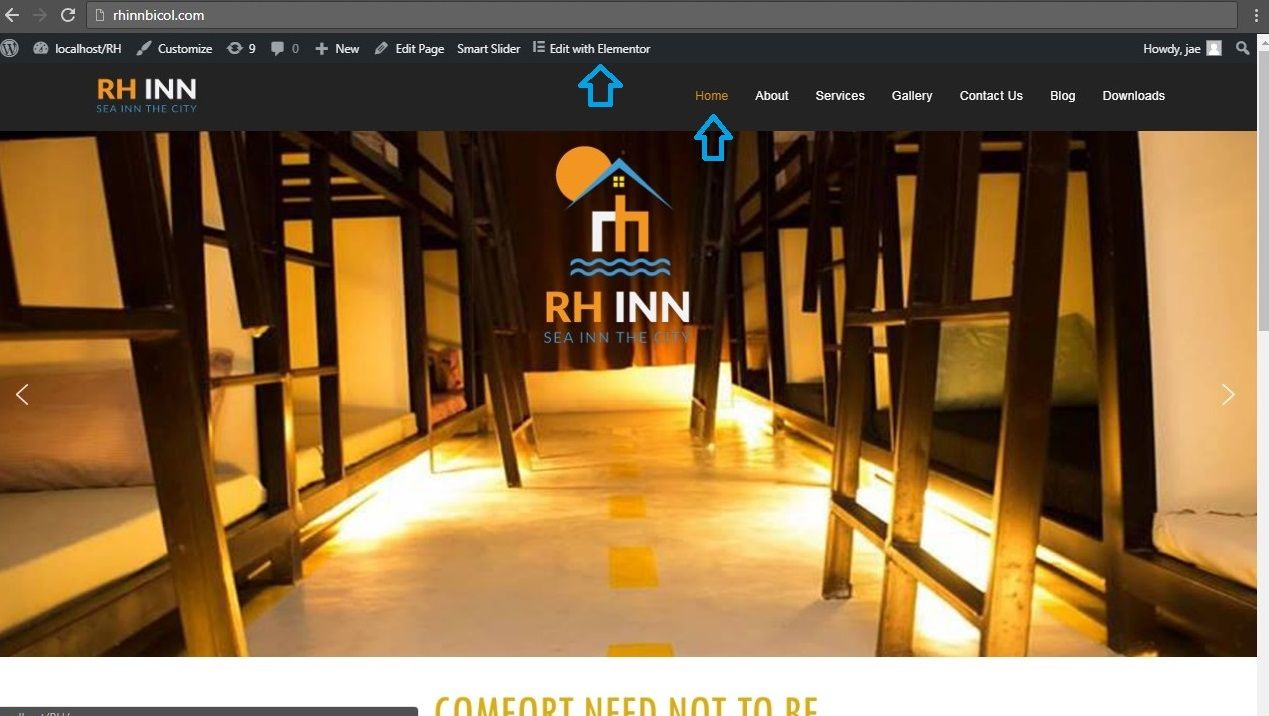 rhinnbicol.com
localhost/RH Customize 9 0 New Edit Page Smart Slider Edit with Elementor Howdy, jae
RH INN
SEA INN THE CITY
Home About Services Gallery Contact Us Blog Downloads
rh
RH INN
SEA INN THE CITY
COMFORT NEED NOT TO BE